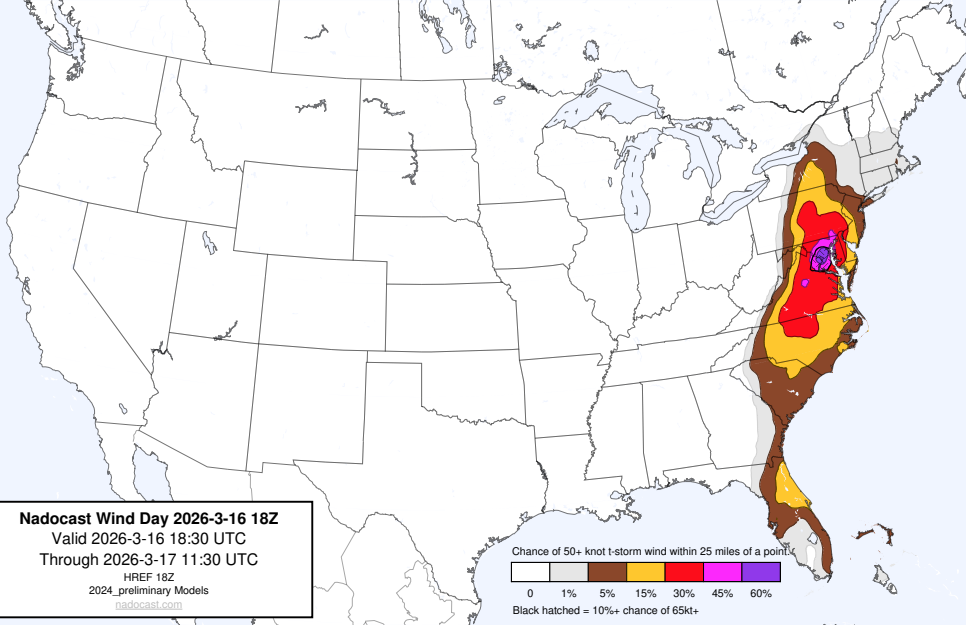 Nadocast Wind Day 2026-3-16 18Z
Valid 2026-3-16 18:30 UTC
Through 2026-3-17 11:30 UTC
HREF 18Z
2024_preliminary Models
nadocast.com
Chance of 50+ knot t-storm wind within 25 miles of a point.
0 1% 5% 15% 30% 45% 60%
Black hatched = 10%+ chance of 65kt+